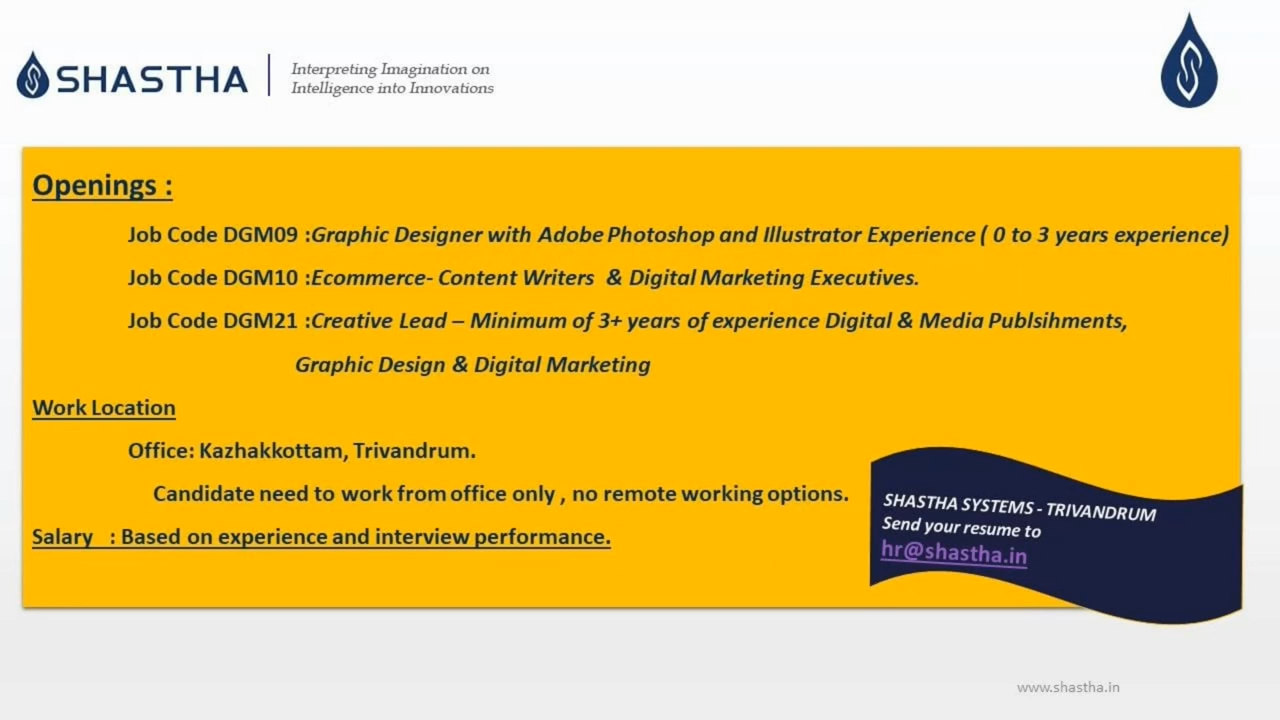 SHASTHA
Interpreting Imagination on
Intelligence into Innovations
Openings :
Job Code DGM09 :Graphic Designer with Adobe Photoshop and Illustrator Experience ( 0 to 3 years experience)
Job Code DGM10 :Ecommerce- Content Writers & Digital Marketing Executives.
Job Code DGM21 :Creative Lead – Minimum of 3+ years of experience Digital & Media Publsihments,
Graphic Design & Digital Marketing
Work Location
Office: Kazhakkottam, Trivandrum.
Candidate need to work from office only , no remote working options.
Salary : Based on experience and interview performance.
SHASTHA SYSTEMS - TRIVANDRUM
Send your resume to
hr@shastha.in
www.shastha.in